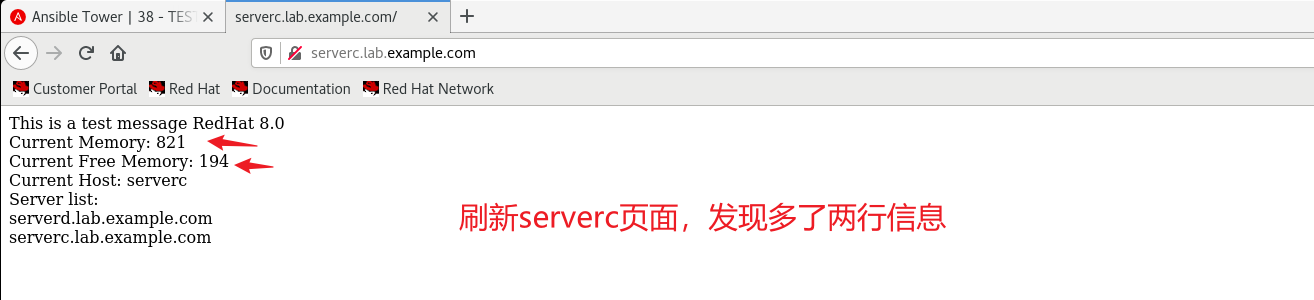 Ansible Tower | 38 - TEST
serverc.lab.example.com/
serverc.lab.example.com
Customer Portal Red Hat Documentation Red Hat Network
This is a test message RedHat 8.0
Current Memory: 821
Current Free Memory: 194
Current Host: serverc
Server list:
serverd.lab.example.com
serverc.lab.example.com
刷新serverc页面，发现多了两行信息